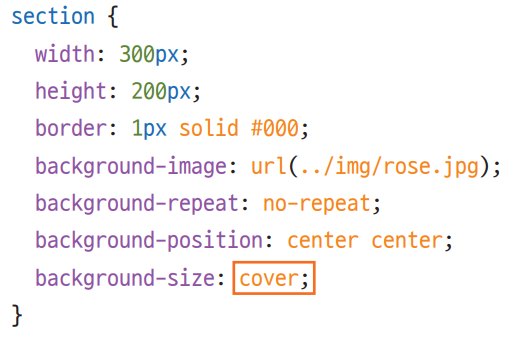 section {
width: 300px;
height: 200px;
border: 1px solid #000;
background-image: url(../img/rose.jpg);
background-repeat: no-repeat;
background-position: center center;
background-size: cover;
}